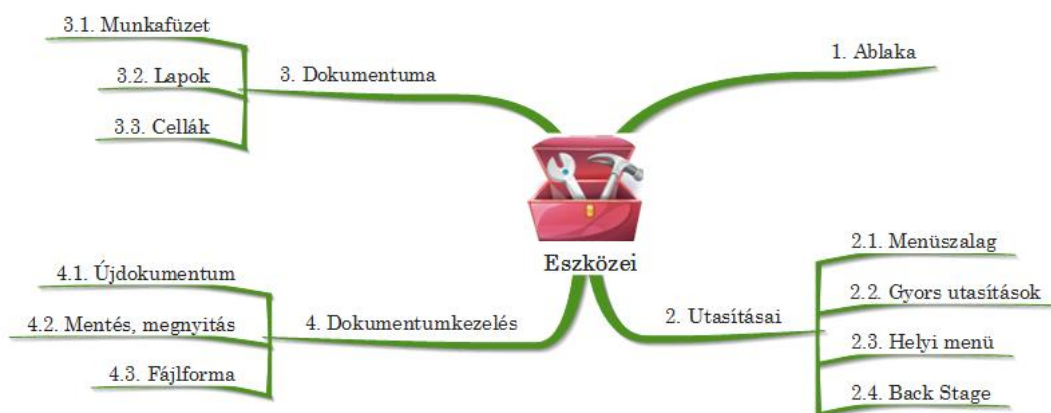 3.1. Munkafüzet
3.2. Lapok
3.3. Cellák
3. Dokumentuma
1. Ablaka
Eszközei
4.1. Újdokumentum
4.2. Mentés, megnyitás
4.3. Fájlforma
4. Dokumentumkezelés
2. Utasításai
2.1. Menüszalag
2.2. Gyors utasítások
2.3. Helyi menü
2.4. Back Stage